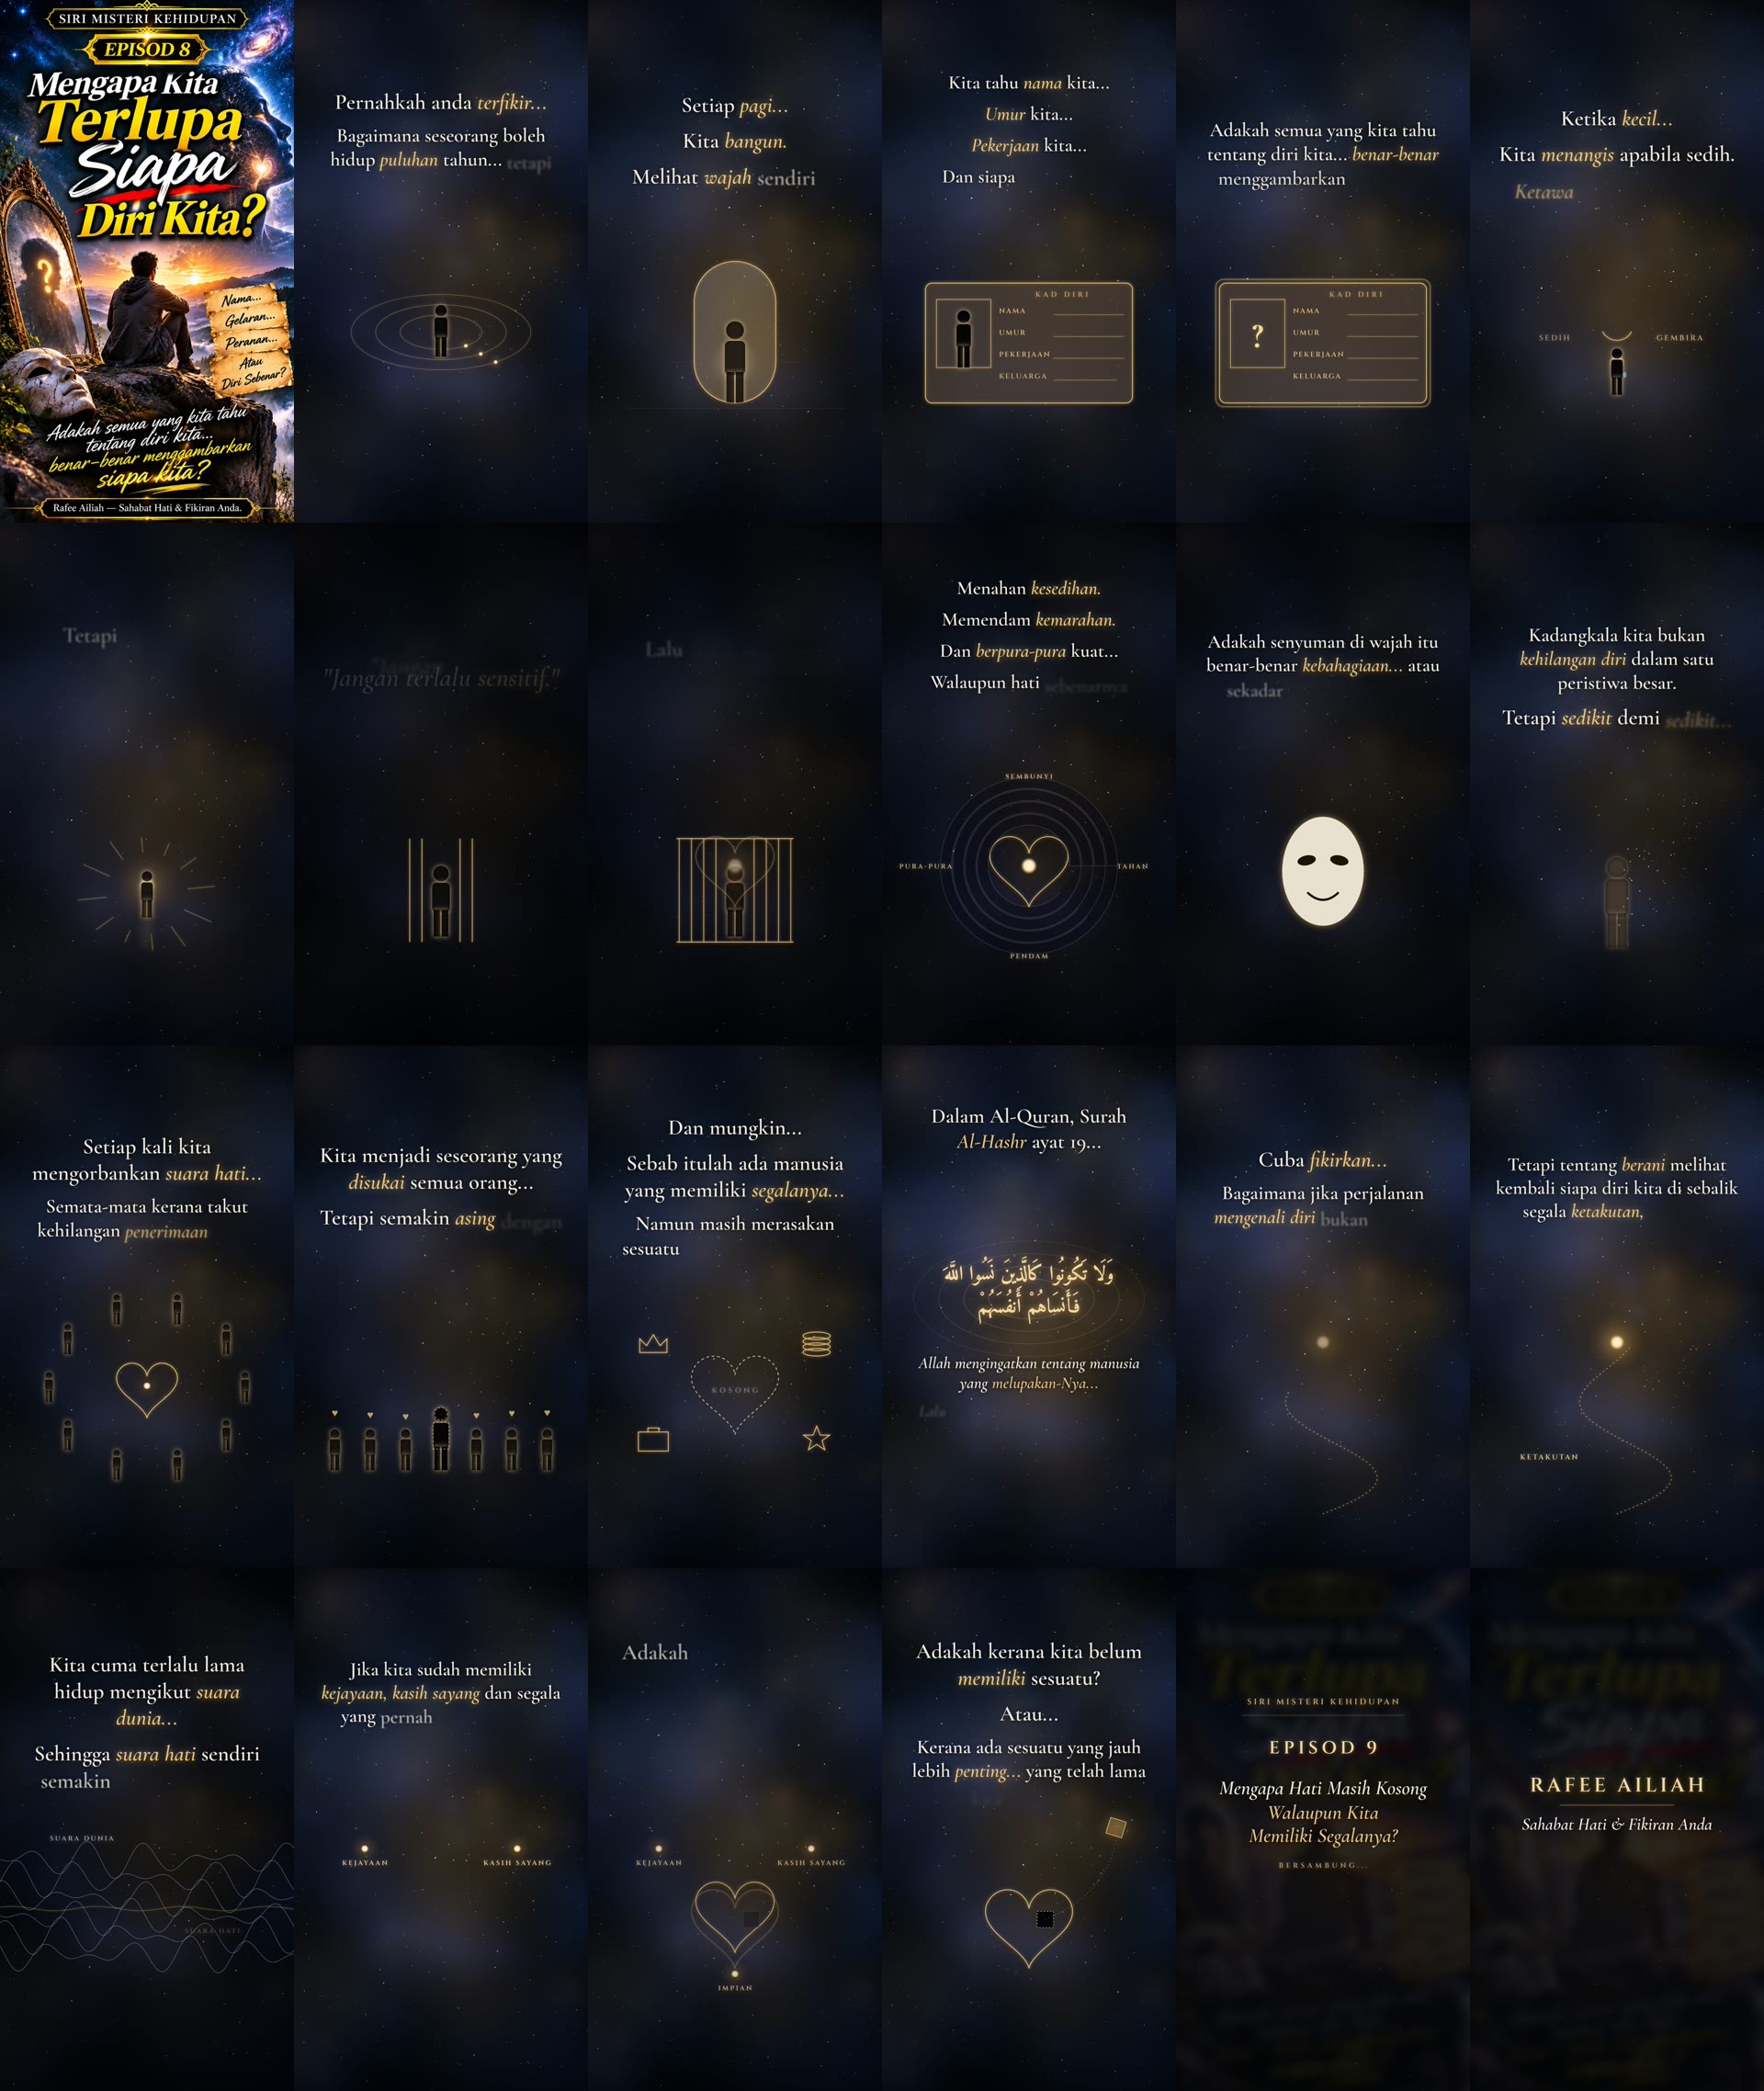 SIRI MISTERI KEHIDUPAN
EPISOD 8
Mengapa Kita
Terlupa
Siapa
Diri Kita?
?
Nama...
Gelaran...
Peranan...
Atau
Diri Sebenar?
Adakah semua yang kita tahu
tentang diri kita...
benar-benar menggambarkan
siapa kita?
Rafee Ailiah — Sahabat Hati & Fikiran Anda.
Pernahkah anda terfikir...
Bagaimana seseorang boleh
hidup puluhan tahun... tetapi
Setiap pagi...
Kita bangun.
Melihat wajah sendiri
Kita tahu nama kita...
Umur kita...
Pekerjaan kita...
Dan siapa
KAD DIRI
NAMA
UMUR
PEKERJAAN
KELUARGA
Adakah semua yang kita tahu
tentang diri kita... benar-benar
menggambarkan
KAD DIRI
?
NAMA
UMUR
PEKERJAAN
KELUARGA
Ketika kecil...
Kita menangis apabila sedih.
Ketawa
SEDIH
GEMBIRA
Tetapi
"Jangan terlalu sensitif."
Lalu
Menahan kesedihan.
Memendam kemarahan.
Dan berpura-pura kuat...
Walaupun hati sebenarnya
SEMBUNYI
PURA-PURA
TAHAN
PENDAM
Adakah senyuman di wajah itu
benar-benar kebahagiaan... atau
sekadar
Kadangkala kita bukan
kehilangan diri dalam satu
peristiwa besar.
Tetapi sedikit demi sedikit...
Setiap kali kita
mengorbankan suara hati...
Semata-mata kerana takut
kehilangan penerimaan
Kita menjadi seseorang yang
disukai semua orang...
Tetapi semakin asing dengan
Dan mungkin...
Sebab itulah ada manusia
yang memiliki segalanya...
Namun masih merasakan
sesuatu
KOSONG
Dalam Al-Quran, Surah
Al-Hashr ayat 19...
وَلَا تَكُونُوا كَالَّذِينَ نَسُوا اللَّهَ
فَأَنسَاهُمْ أَنفُسَهُمْ
Allah mengingatkan tentang manusia
yang melupakan-Nya...
Lalu
Cuba fikirkan...
Bagaimana jika perjalanan
mengenali diri bukan
Tetapi tentang berani melihat
kembali siapa diri kita di sebalik
segala ketakutan,
KETAKUTAN
Kita cuma terlalu lama
hidup mengikut suara
dunia...
Sehingga suara hati sendiri
semakin
SUARA DUNIA
SUARA HATI
Jika kita sudah memiliki
kejayaan, kasih sayang dan segala
yang pernah
KEJAYAAN
KASIH SAYANG
Adakah
KEJAYAAN
KASIH SAYANG
IMPIAN
Adakah kerana kita belum
memiliki sesuatu?
Atau...
Kerana ada sesuatu yang jauh
lebih penting... yang telah lama
kita
SIRI MISTERI KEHIDUPAN
EPISOD 9
Mengapa Hati Masih Kosong
Walaupun Kita
Memiliki Segalanya?
BERSAMBUNG...
RAFEE AILIAH
Sahabat Hati & Fikiran Anda